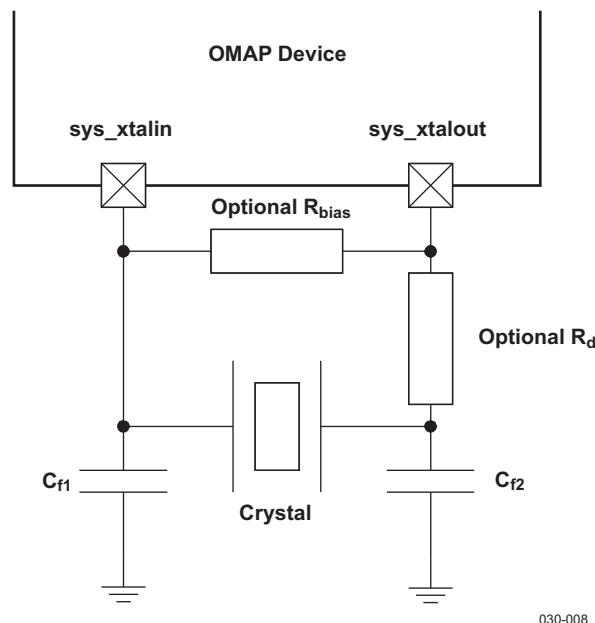 OMAP Device
sys_xtalin
sys_xtalout
Optional Rbias
Optional Rd
Cf1
Cf2
Crystal
030-008